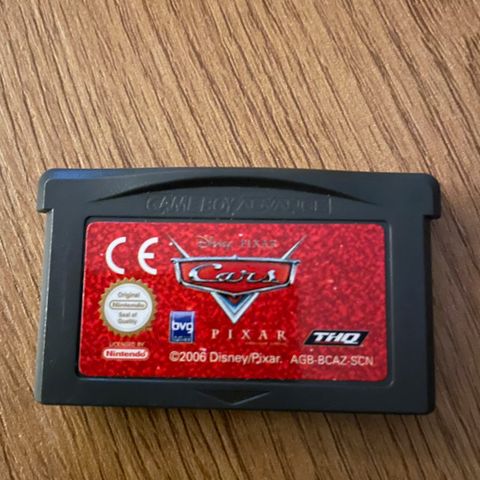 GAME BOY ADVANCE
CE
Disney PIXAR
Cars
Original
Nintendo
Seal of
Quality
LICENSED BY
Nintendo
bvg
PIXAR
THQ
©2006 Disney/Pixar. AGB-BCAZ-SCN